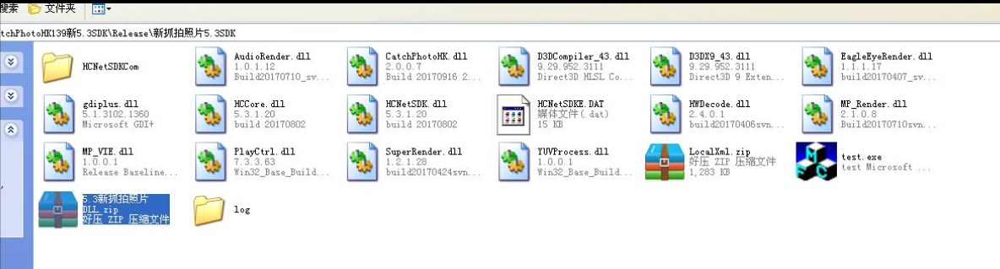 搜索 文件夹
tchPhotoHK139新5.3SDK\Release\新抓拍照片5.3SDK
HCNetSDKCom
AudioRender.dll
1.0.1.12
Build20170710_sv...
CatchPhotoHK.dll
2.0.0.7
Build 20170916 2...
D3DCompiler_43.dll
9.29.952.3111
Direct3D HLSL Co...
D3DX9_43.dll
9.29.952.3111
Direct3D 9 Exten...
EagleEyeRender.dll
1.1.1.17
Build20170407_sv...
gdiplus.dll
5.1.3102.1360
Microsoft GDI+
HCCore.dll
5.3.1.20
build 20170802
HCNetSDK.dll
5.3.1.20
build 20170802
HCNetSDKE.DAT
媒体文件(.dat)
15 KB
HWDecode.dll
2.4.0.1
build20170406svn...
MP_Render.dll
2.1.0.8
Build20170710svn...
MP_VIE.dll
1.0.0.1
Release Baseline...
PlayCtrl.dll
7.3.3.63
Win32_Base_Build...
SuperRender.dll
1.2.1.28
build20170424svn...
YUVProcess.dll
1.0.0.1
Win32_Base_Build...
LocalXml.zip
好压 ZIP 压缩文件
1,283 KB
test.exe
test Microsoft ...
5.3新抓拍照片
DLL.zip
好压 ZIP 压缩文件
log